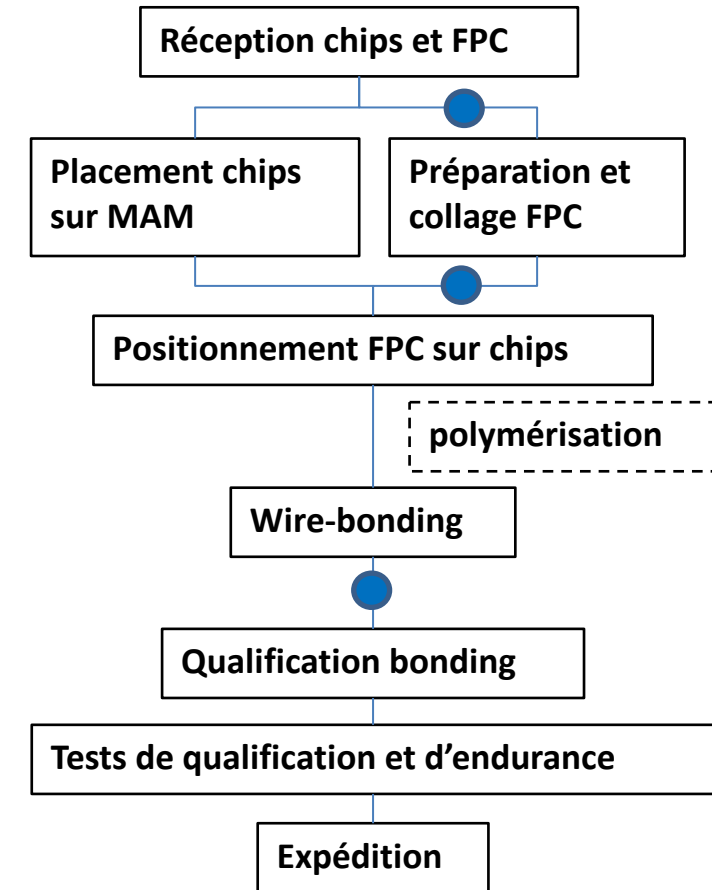 Réception chips et FPC
Placement chips
sur MAM
Préparation et
collage FPC
Positionnement FPC sur chips
polymérisation
Wire-bonding
Qualification bonding
Tests de qualification et d’endurance
Expédition